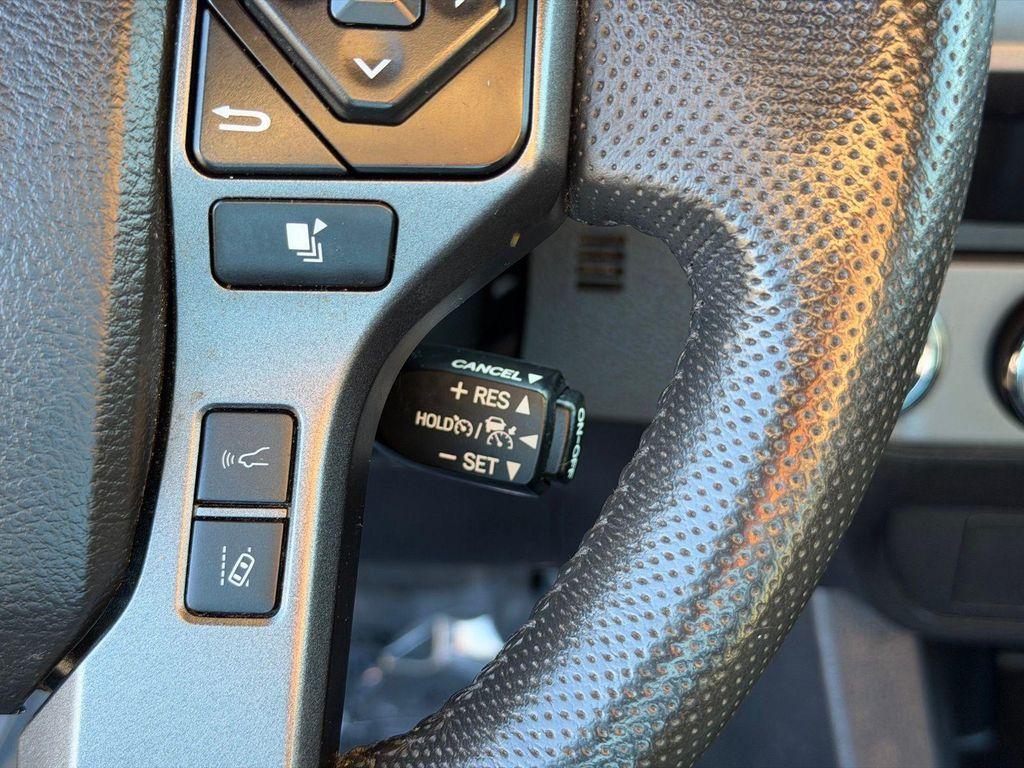 CANCEL ▼
+ RES ▲
HOLD / ◀
− SET ▼
ON-OFF